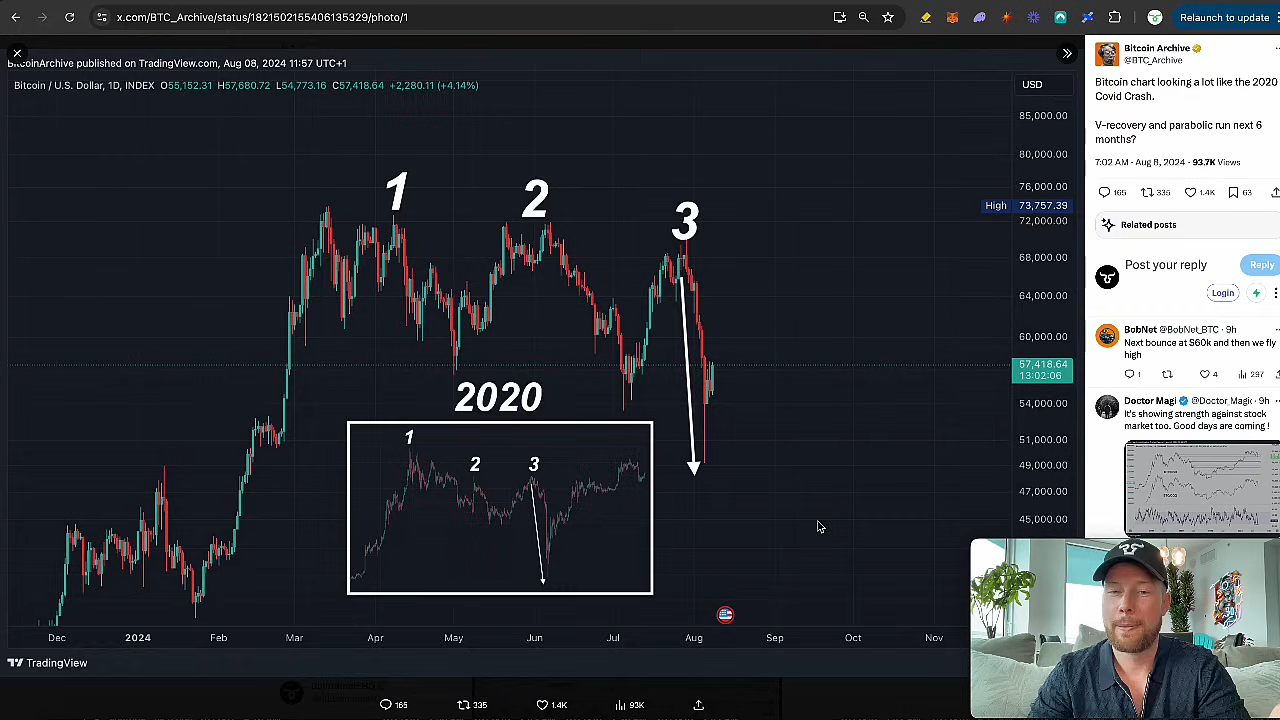 x.com/BTC_Archive/status/1821502155406135329/photo/1
Relaunch to update
BitcoinArchive published on TradingView.com, Aug 08, 2024 11:57 UTC+1
Bitcoin / U.S. Dollar, 1D, INDEX O55,152.31 H57,680.72 L54,773.16 C57,418.64 +2,280.11 (+4.14%)
USD
85,000.00
80,000.00
76,000.00
High 73,757.39
72,000.00
68,000.00
64,000.00
60,000.00
57,418.64
13:02:06
54,000.00
51,000.00
49,000.00
47,000.00
45,000.00
1
2
3
2020
1
2
3
Dec 2024 Feb Mar Apr May Jun Jul Aug Sep Oct Nov
TradingView
165 335 1.4K 93K
Bitcoin Archive
@BTC_Archive
Bitcoin chart looking a lot like the 2020
Covid Crash.
V-recovery and parabolic run next 6
months?
7:02 AM · Aug 8, 2024 · 93.7K Views
165 335 1.4K 63
Related posts
Post your reply
Reply
Login
BobNet @BobNet_BTC · 9h
Next bounce at $60k and then we fly
high
1 4 297
Doctor Magi @Doctor_Magic · 9h
It's showing strength against stock
market too. Good days are coming !